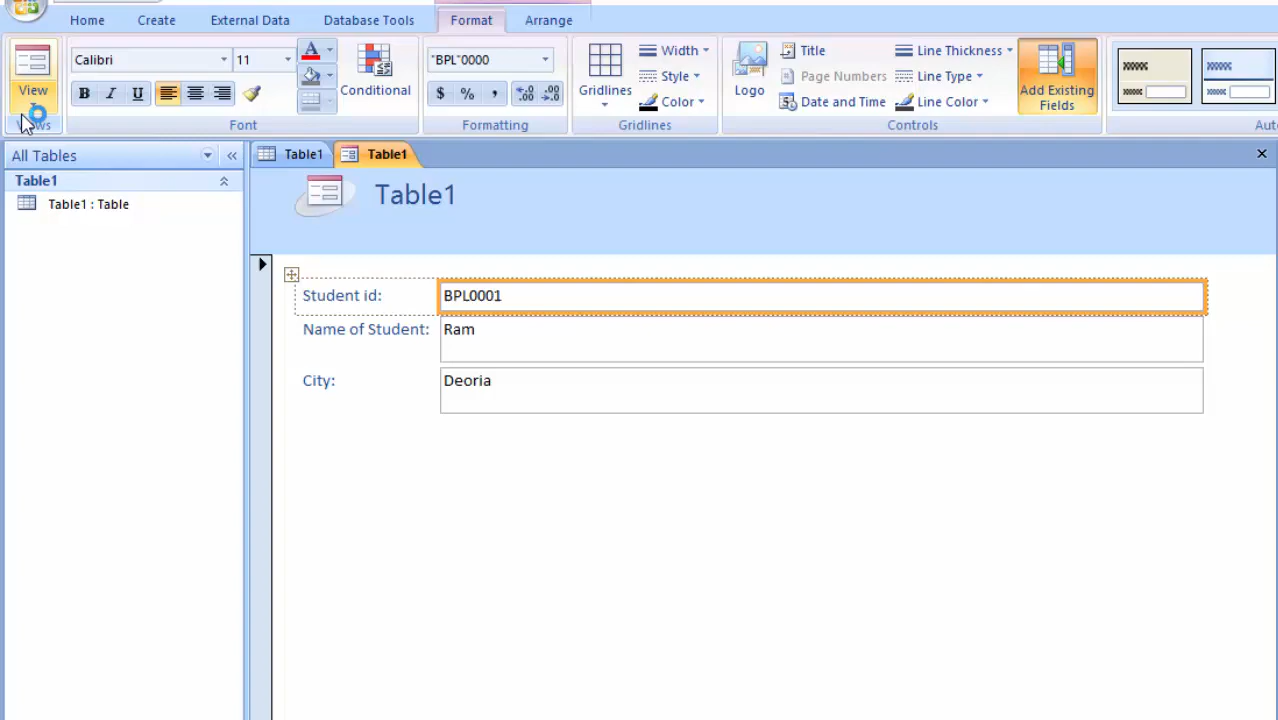 Home Create External Data Database Tools Format Arrange
View
Views
Calibri 11
B I U
Conditional
Font
"BPL"0000
$ % ,
Formatting
Gridlines
Width
Style
Color
Gridlines
Logo
Title
Page Numbers
Date and Time
Line Thickness
Line Type
Line Color
Add Existing
Fields
Controls
Aut
All Tables
Table1
Table1 : Table
Table1 Table1
Table1
Student id: BPL0001
Name of Student: Ram
City: Deoria